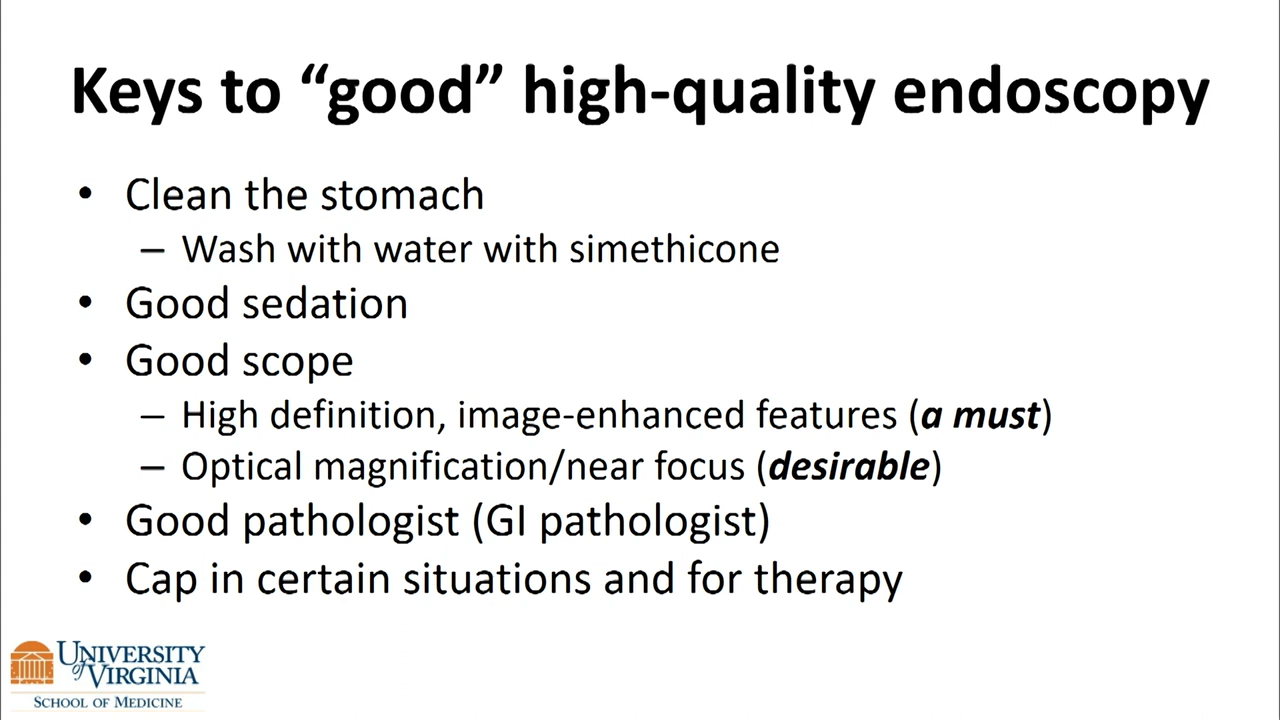 Keys to “good” high-quality endoscopy
• Clean the stomach
– Wash with water with simethicone
• Good sedation
• Good scope
– High definition, image-enhanced features (a must)
– Optical magnification/near focus (desirable)
• Good pathologist (GI pathologist)
• Cap in certain situations and for therapy
UNIVERSITY
of VIRGINIA
SCHOOL OF MEDICINE